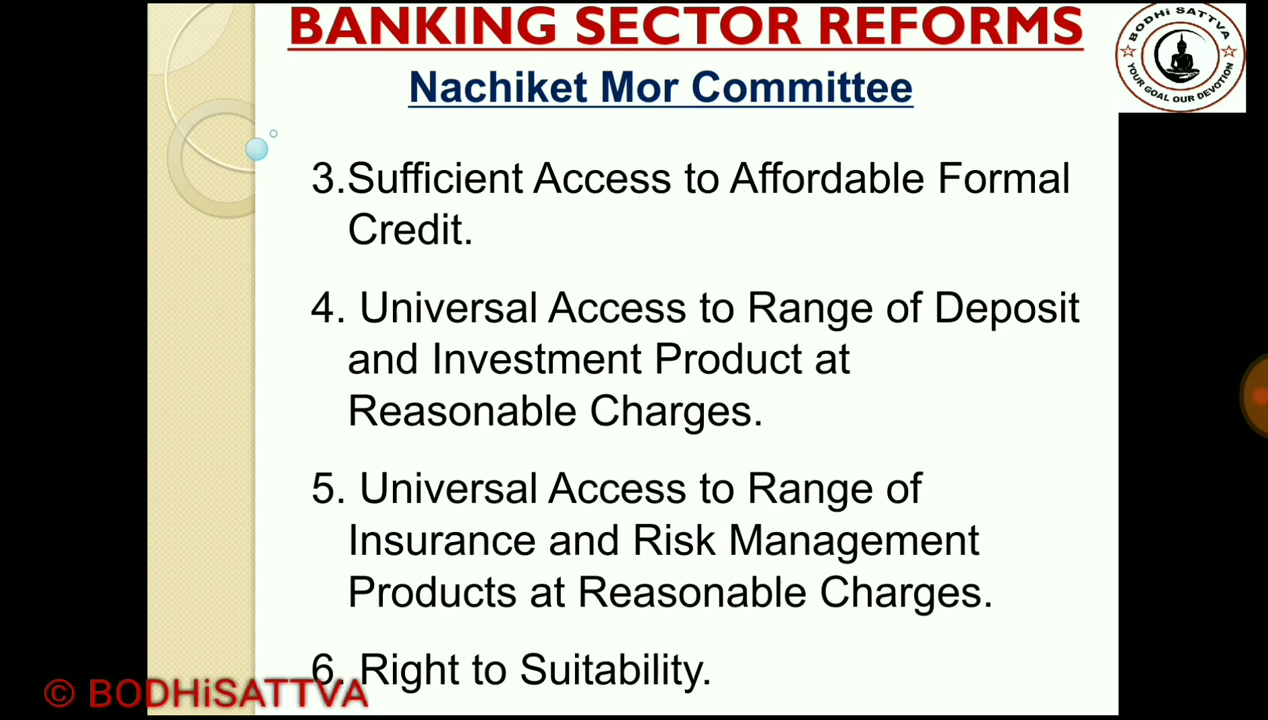 BANKING SECTOR REFORMS
Nachiket Mor Committee
BODHi SATTVA
YOUR GOAL OUR DEVOTION
3.Sufficient Access to Affordable Formal
Credit.
4. Universal Access to Range of Deposit
and Investment Product at
Reasonable Charges.
5. Universal Access to Range of
Insurance and Risk Management
Products at Reasonable Charges.
6. Right to Suitability.
© BODHiSATTVA